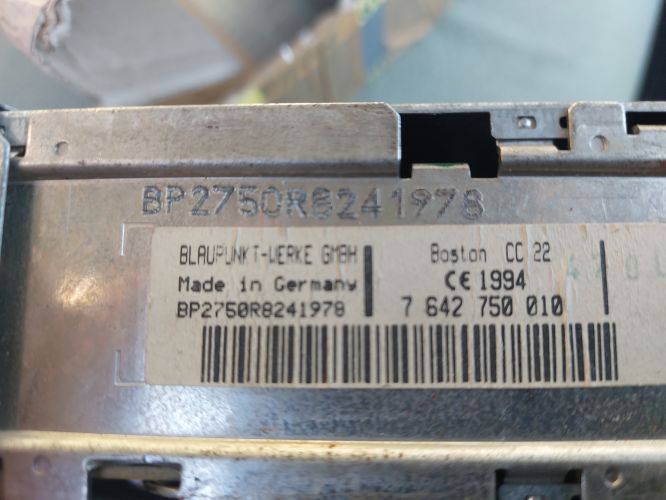 BP2750R8241978
BLAUPUNKT-WERKE GMBH
Made in Germany
BP2750R8241978
Boston CC 22
CE 1994
7 642 750 010